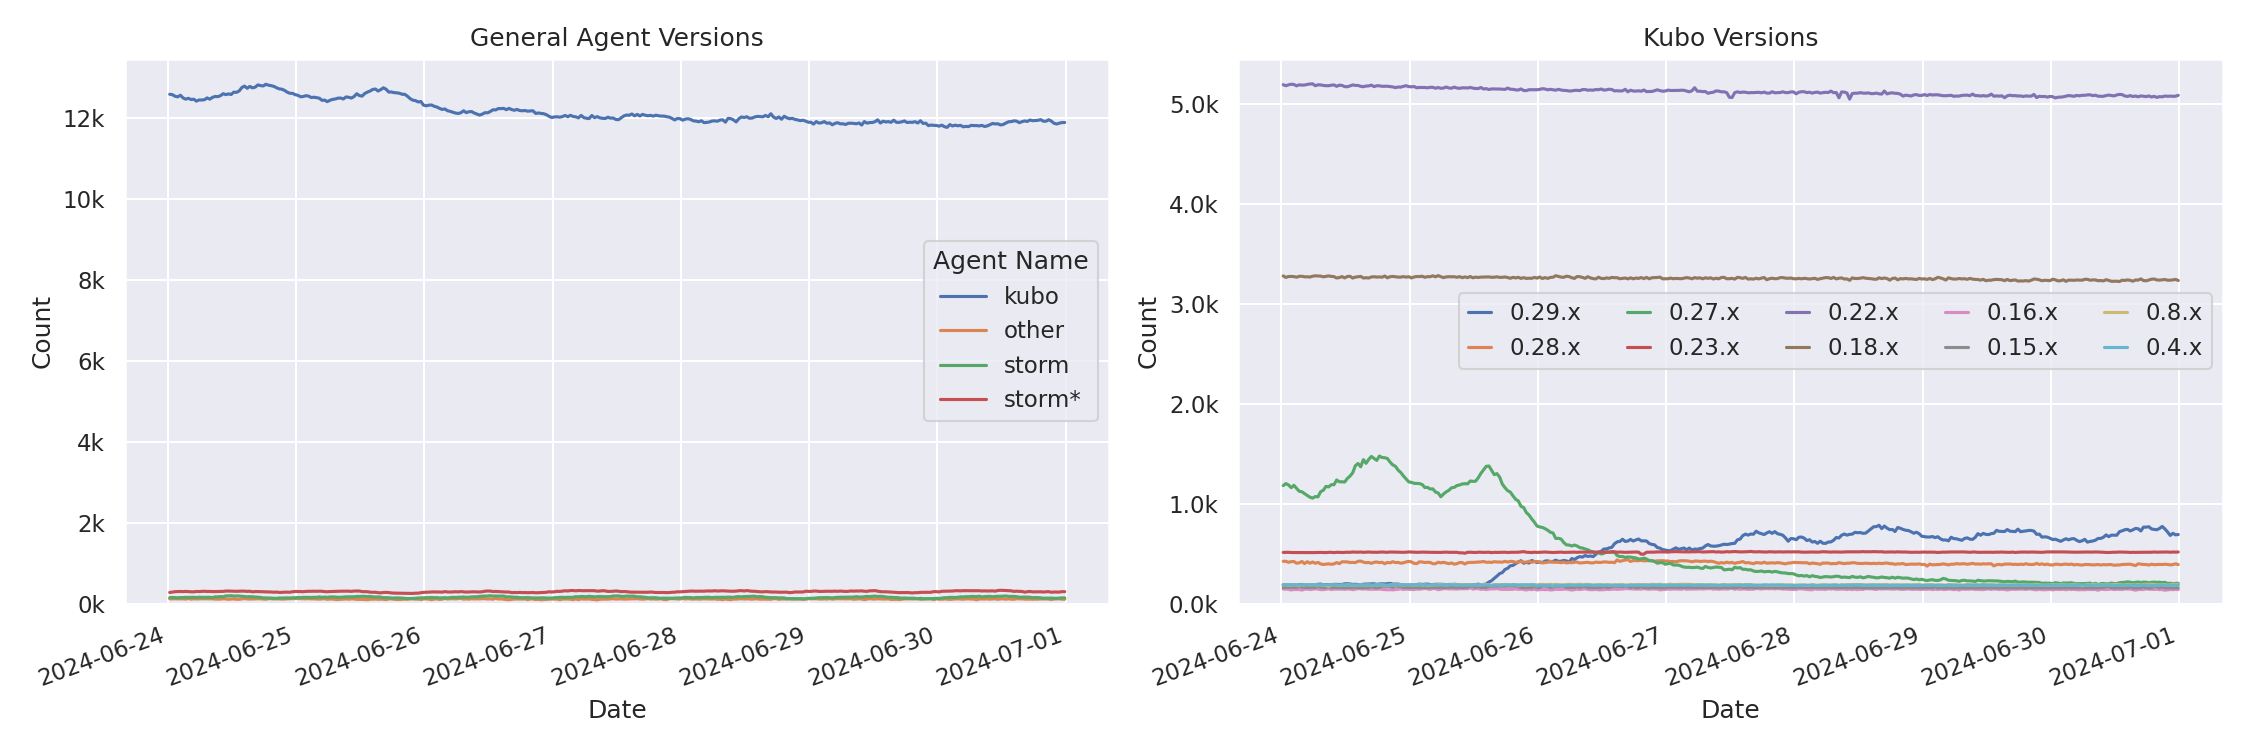 General Agent Versions
Count
12k
10k
8k
6k
4k
2k
0k
Agent Name
kubo
other
storm
storm*
2024-06-24
2024-06-25
2024-06-26
2024-06-27
2024-06-28
2024-06-29
2024-06-30
2024-07-01
Date
Kubo Versions
Count
5.0k
4.0k
3.0k
2.0k
1.0k
0.0k
0.29.x 0.27.x 0.22.x 0.16.x 0.8.x
0.28.x 0.23.x 0.18.x 0.15.x 0.4.x
2024-06-24
2024-06-25
2024-06-26
2024-06-27
2024-06-28
2024-06-29
2024-06-30
2024-07-01
Date